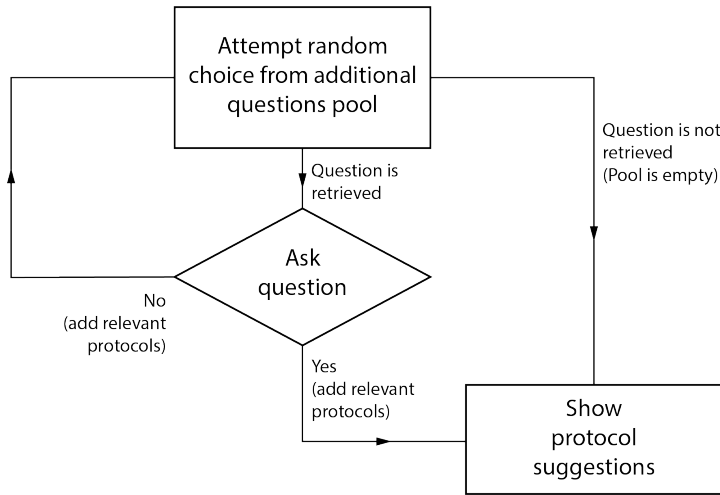 Attempt random
choice from additional
questions pool
Question is not
retrieved
(Pool is empty)
Question is
retrieved
Ask
question
No
(add relevant
protocols)
Yes
(add relevant
protocols)
Show
protocol
suggestions